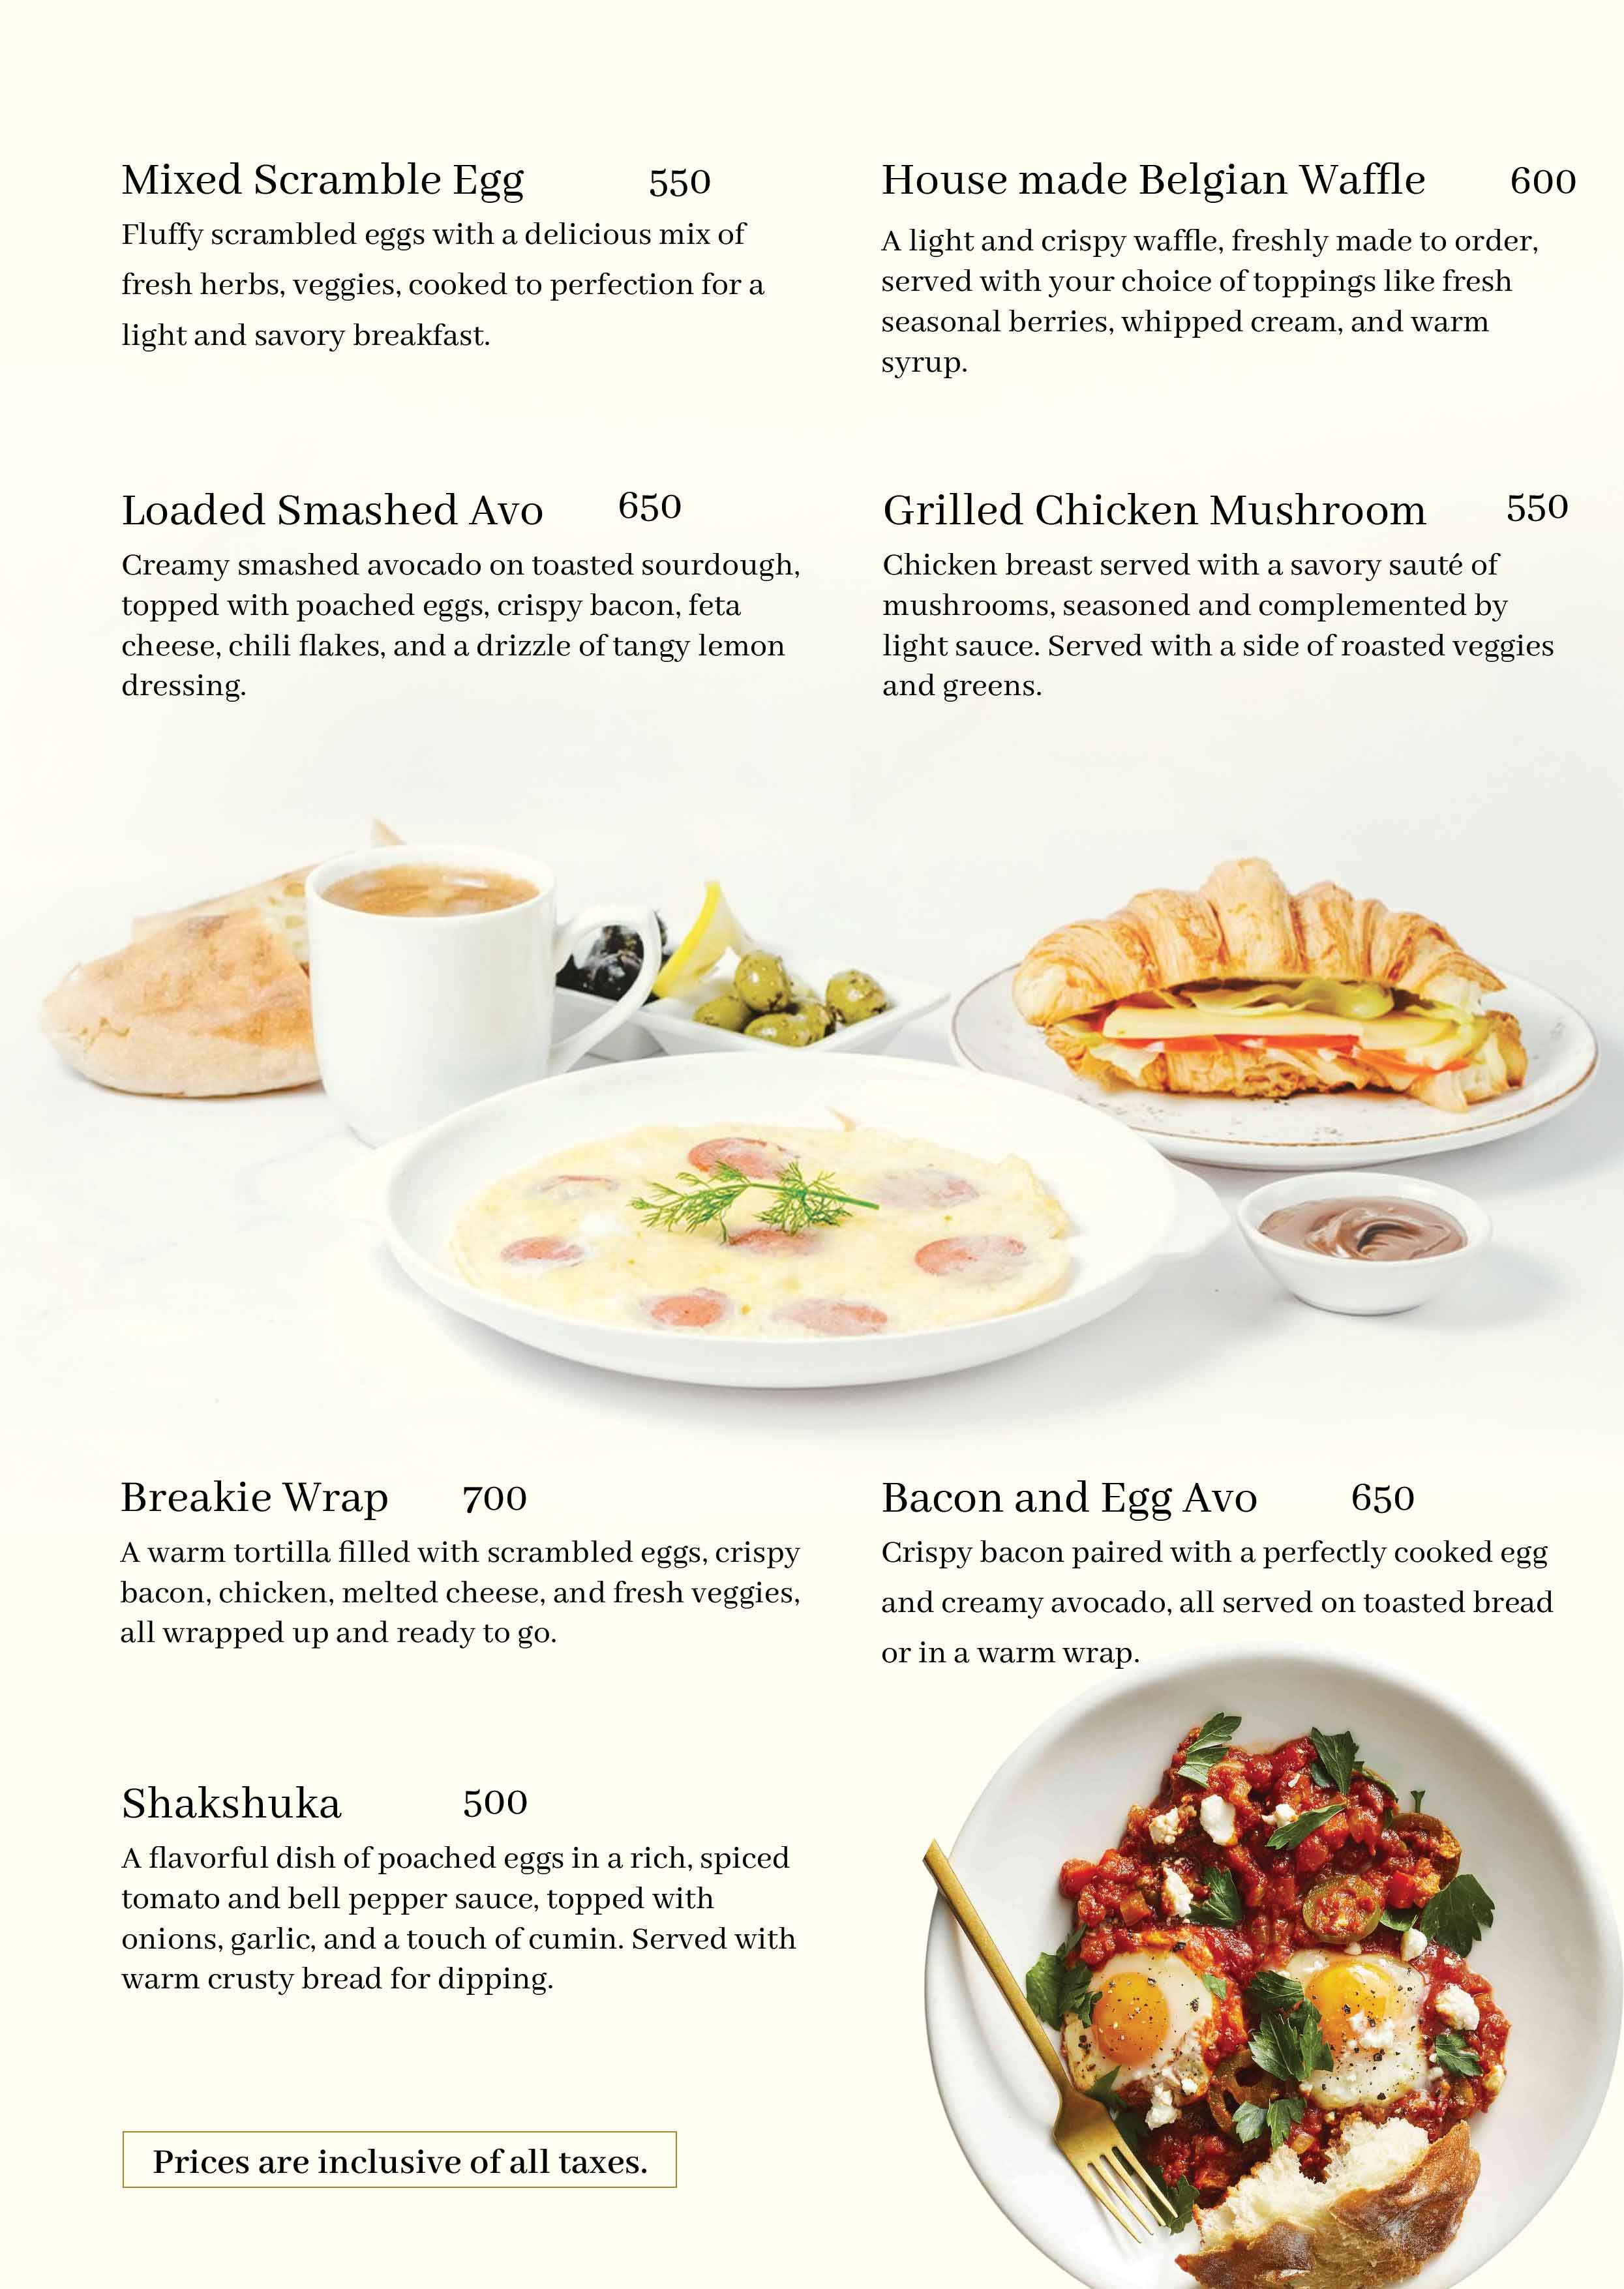 Mixed Scramble Egg 550
Fluffy scrambled eggs with a delicious mix of
fresh herbs, veggies, cooked to perfection for a
light and savory breakfast.
House made Belgian Waffle 600
A light and crispy waffle, freshly made to order,
served with your choice of toppings like fresh
seasonal berries, whipped cream, and warm
syrup.
Loaded Smashed Avo 650
Creamy smashed avocado on toasted sourdough,
topped with poached eggs, crispy bacon, feta
cheese, chili flakes, and a drizzle of tangy lemon
dressing.
Grilled Chicken Mushroom 550
Chicken breast served with a savory sauté of
mushrooms, seasoned and complemented by
light sauce. Served with a side of roasted veggies
and greens.
Breakie Wrap 700
A warm tortilla filled with scrambled eggs, crispy
bacon, chicken, melted cheese, and fresh veggies,
all wrapped up and ready to go.
Bacon and Egg Avo 650
Crispy bacon paired with a perfectly cooked egg
and creamy avocado, all served on toasted bread
or in a warm wrap.
Shakshuka 500
A flavorful dish of poached eggs in a rich, spiced
tomato and bell pepper sauce, topped with
onions, garlic, and a touch of cumin. Served with
warm crusty bread for dipping.
Prices are inclusive of all taxes.